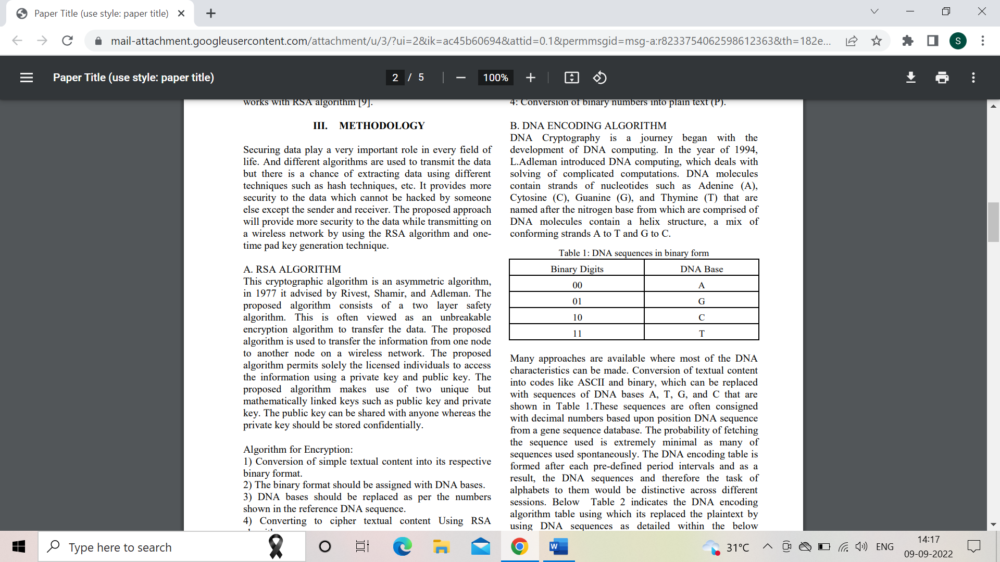 Paper Title (use style: paper title)
mail-attachment.googleusercontent.com/attachment/u/3/?ui=2&ik=ac45b60694&attid=0.1&permmsgid=msg-a:r8233754062598612363&th=182e...
S
Paper Title (use style: paper title)
2 / 5
100%
works with RSA algorithm [9].
III. METHODOLOGY
Securing data play a very important role in every field of
life. And different algorithms are used to transmit the data
but there is a chance of extracting data using different
techniques such as hash techniques, etc. It provides more
security to the data which cannot be hacked by someone
else except the sender and receiver. The proposed approach
will provide more security to the data while transmitting on
a wireless network by using the RSA algorithm and one-
time pad key generation technique.
A. RSA ALGORITHM
This cryptographic algorithm is an asymmetric algorithm,
in 1977 it advised by Rivest, Shamir, and Adleman. The
proposed algorithm consists of a two layer safety
algorithm. This is often viewed as an unbreakable
encryption algorithm to transfer the data. The proposed
algorithm is used to transfer the information from one node
to another node on a wireless network. The proposed
algorithm permits solely the licensed individuals to access
the information using a private key and public key. The
proposed algorithm makes use of two unique but
mathematically linked keys such as public key and private
key. The public key can be shared with anyone whereas the
private key should be stored confidentially.
Algorithm for Encryption:
1) Conversion of simple textual content into its respective
binary format.
2) The binary format should be assigned with DNA bases.
3) DNA bases should be replaced as per the numbers
shown in the reference DNA sequence.
4) Converting to cipher textual content Using RSA
4: Conversion of binary numbers into plain text (P).
B. DNA ENCODING ALGORITHM
DNA Cryptography is a journey began with the
development of DNA computing. In the year of 1994,
L.Adleman introduced DNA computing, which deals with
solving of complicated computations. DNA molecules
contain strands of nucleotides such as Adenine (A),
Cytosine (C), Guanine (G), and Thymine (T) that are
named after the nitrogen base from which are comprised of
DNA molecules contain a helix structure, a mix of
conforming strands A to T and G to C.
Table 1: DNA sequences in binary form
Binary Digits DNA Base
00 A
01 G
10 C
11 T
Many approaches are available where most of the DNA
characteristics can be made. Conversion of textual content
into codes like ASCII and binary, which can be replaced
with sequences of DNA bases A, T, G, and C that are
shown in Table 1.These sequences are often consigned
with decimal numbers based upon position DNA sequence
from a gene sequence database. The probability of fetching
the sequence used is extremely minimal as many of
sequences used spontaneously. The DNA encoding table is
formed after each pre-defined period intervals and as a
result, the DNA sequences and therefore the task of
alphabets to them would be distinctive across different
sessions. Below Table 2 indicates the DNA encoding
algorithm table using which its replaced the plaintext by
using DNA sequences as detailed within the below
Type here to search
W
31°C
ENG
14:17
09-09-2022